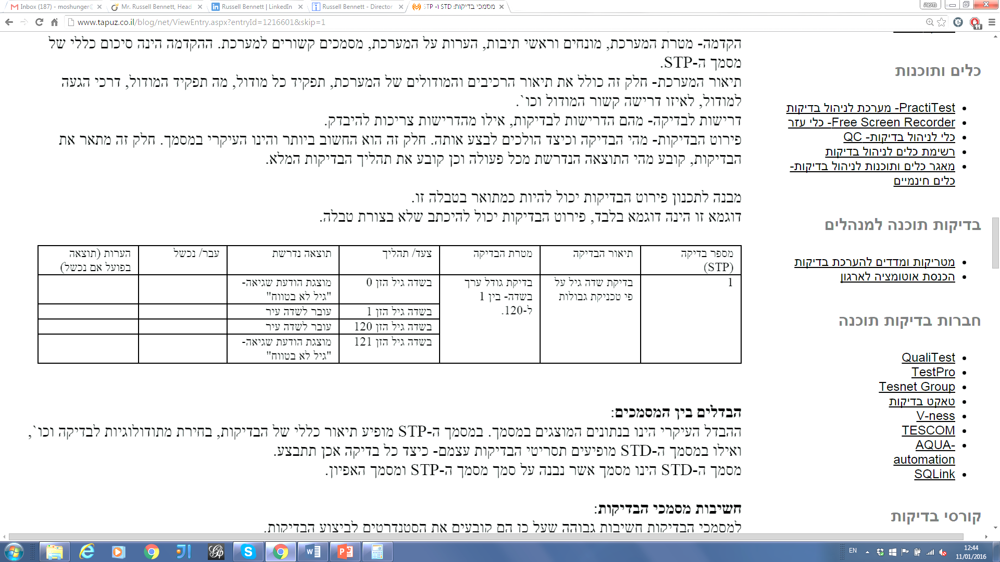 Inbox (187) - moshunger@
Mr. Russell Bennett, Head
Russell Bennett | LinkedIn
Russell Bennett - Director
מסמכי בדיקות: STD ו- STP
משה
www.tapuz.co.il/blog/net/ViewEntry.aspx?entryId=1216601&skip=1
11
הקדמה- מטרת המערכת, מונחים וראשי תיבות, הערות על המערכת, מסמכים קשורים למערכת. ההקדמה הינה סיכום כללי של
מסמך ה-STP.
תיאור המערכת- חלק זה כולל את תיאור הרכיבים והמודולים של המערכת, תפקיד כל מודול, מה תפקיד המודול, דרכי הגעה
למודול, לאיזו דרישה קשור המודול וכו`.
דרישות לבדיקה- מהם הדרישות לבדיקות, אילו מהדרישות צריכות להיבדק.
פירוט הבדיקות- מהי הבדיקה וכיצד הולכים לבצע אותה. חלק זה הוא החשוב ביותר והינו העיקרי במסמך. חלק זה מתאר את
הבדיקות, קובע מהי התוצאה הנדרשת מכל פעולה וכן קובע את תהליך הבדיקות המלא.
מבנה לתכנון פירוט הבדיקות יכול להיות כמתואר בטבלה זו.
דוגמא זו הינה דוגמא בלבד, פירוט הבדיקות יכול להיכתב שלא בצורת טבלה.
מספר בדיקה
(STP)
תיאור הבדיקה
מטרת הבדיקה
צעד/ תהליך
תוצאה נדרשת
עבר/ נכשל
הערות (תוצאה
בפועל אם נכשל)
1
בדיקת שדה גיל על
פי טכניקת גבולות
בדיקת גודל ערך
בשדה- בין 1
ל-120.
בשדה גיל הזן 0
מוצגת הודעת שגיאה-
"גיל לא בטווח"
בשדה גיל הזן 1
עובר לשדה עיר
בשדה גיל הזן 120
עובר לשדה עיר
בשדה גיל הזן 121
מוצגת הודעת שגיאה-
"גיל לא בטווח"
הבדלים בין המסמכים:
ההבדל העיקרי הינו בנתונים המוצגים במסמך. במסמך ה-STP מופיע תיאור כללי של הבדיקות, בחירת מתודולוגיות לבדיקה וכו`,
ואילו במסמך ה-STD מופיעים תסריטי הבדיקות עצמם- כיצד כל בדיקה אכן תתבצע.
מסמך ה-STD הינו מסמך אשר נבנה על סמך מסמך ה-STP ומסמך האפיון.
חשיבות מסמכי הבדיקות:
למסמכי הבדיקות חשיבות גבוהה שעל כן הם קובעים את הסטנדרטים לביצוע הבדיקות.
כלים ותוכנות
PractiTest- מערכת לניהול בדיקות
Free Screen Recorder- כלי עזר
כלי לניהול בדיקות- QC
רשימת כלים לניהול בדיקות
מאגר כלים ותוכנות לניהול בדיקות-
כלים חינמיים
בדיקות תוכנה למנהלים
מטריקות ומדדים להערכת בדיקות
הכנסת אוטומציה לארגון
חברות בדיקות תוכנה
QualiTest
TestPro
Tesnet Group
טאקט בדיקות
V-ness
TESCOM
AQUA-
automation
SQLink
קורסי בדיקות
EN
12:44
11/01/2016